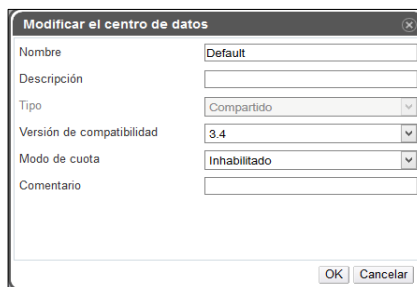 Modificar el centro de datos
Nombre Default
Descripción
Tipo Compartido
Versión de compatibilidad 3.4
Modo de cuota Inhabilitado
Comentario
OK Cancelar